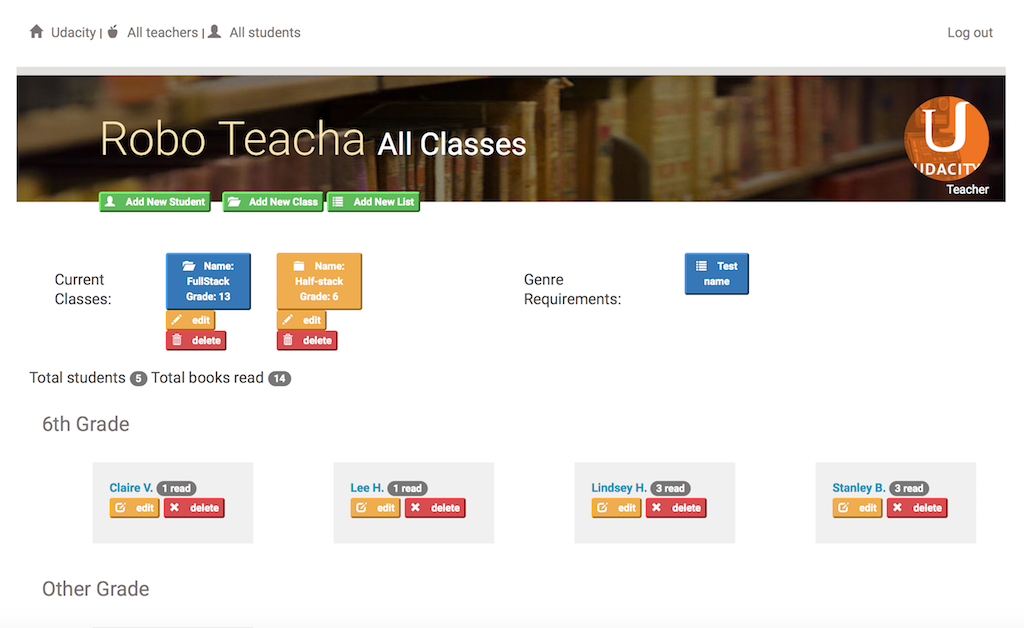 Udacity | All teachers | All students
Log out
Robo Teacha All Classes
UDACITY
Teacher
Add New Student
Add New Class
Add New List
Current
Classes:
Name:
FullStack
Grade: 13
edit
delete
Name:
Half-stack
Grade: 6
edit
delete
Genre
Requirements:
Test
name
Total students 5 Total books read 14
6th Grade
Claire V. 1 read
edit
delete
Lee H. 1 read
edit
delete
Lindsey H. 3 read
edit
delete
Stanley B. 3 read
edit
delete
Other Grade